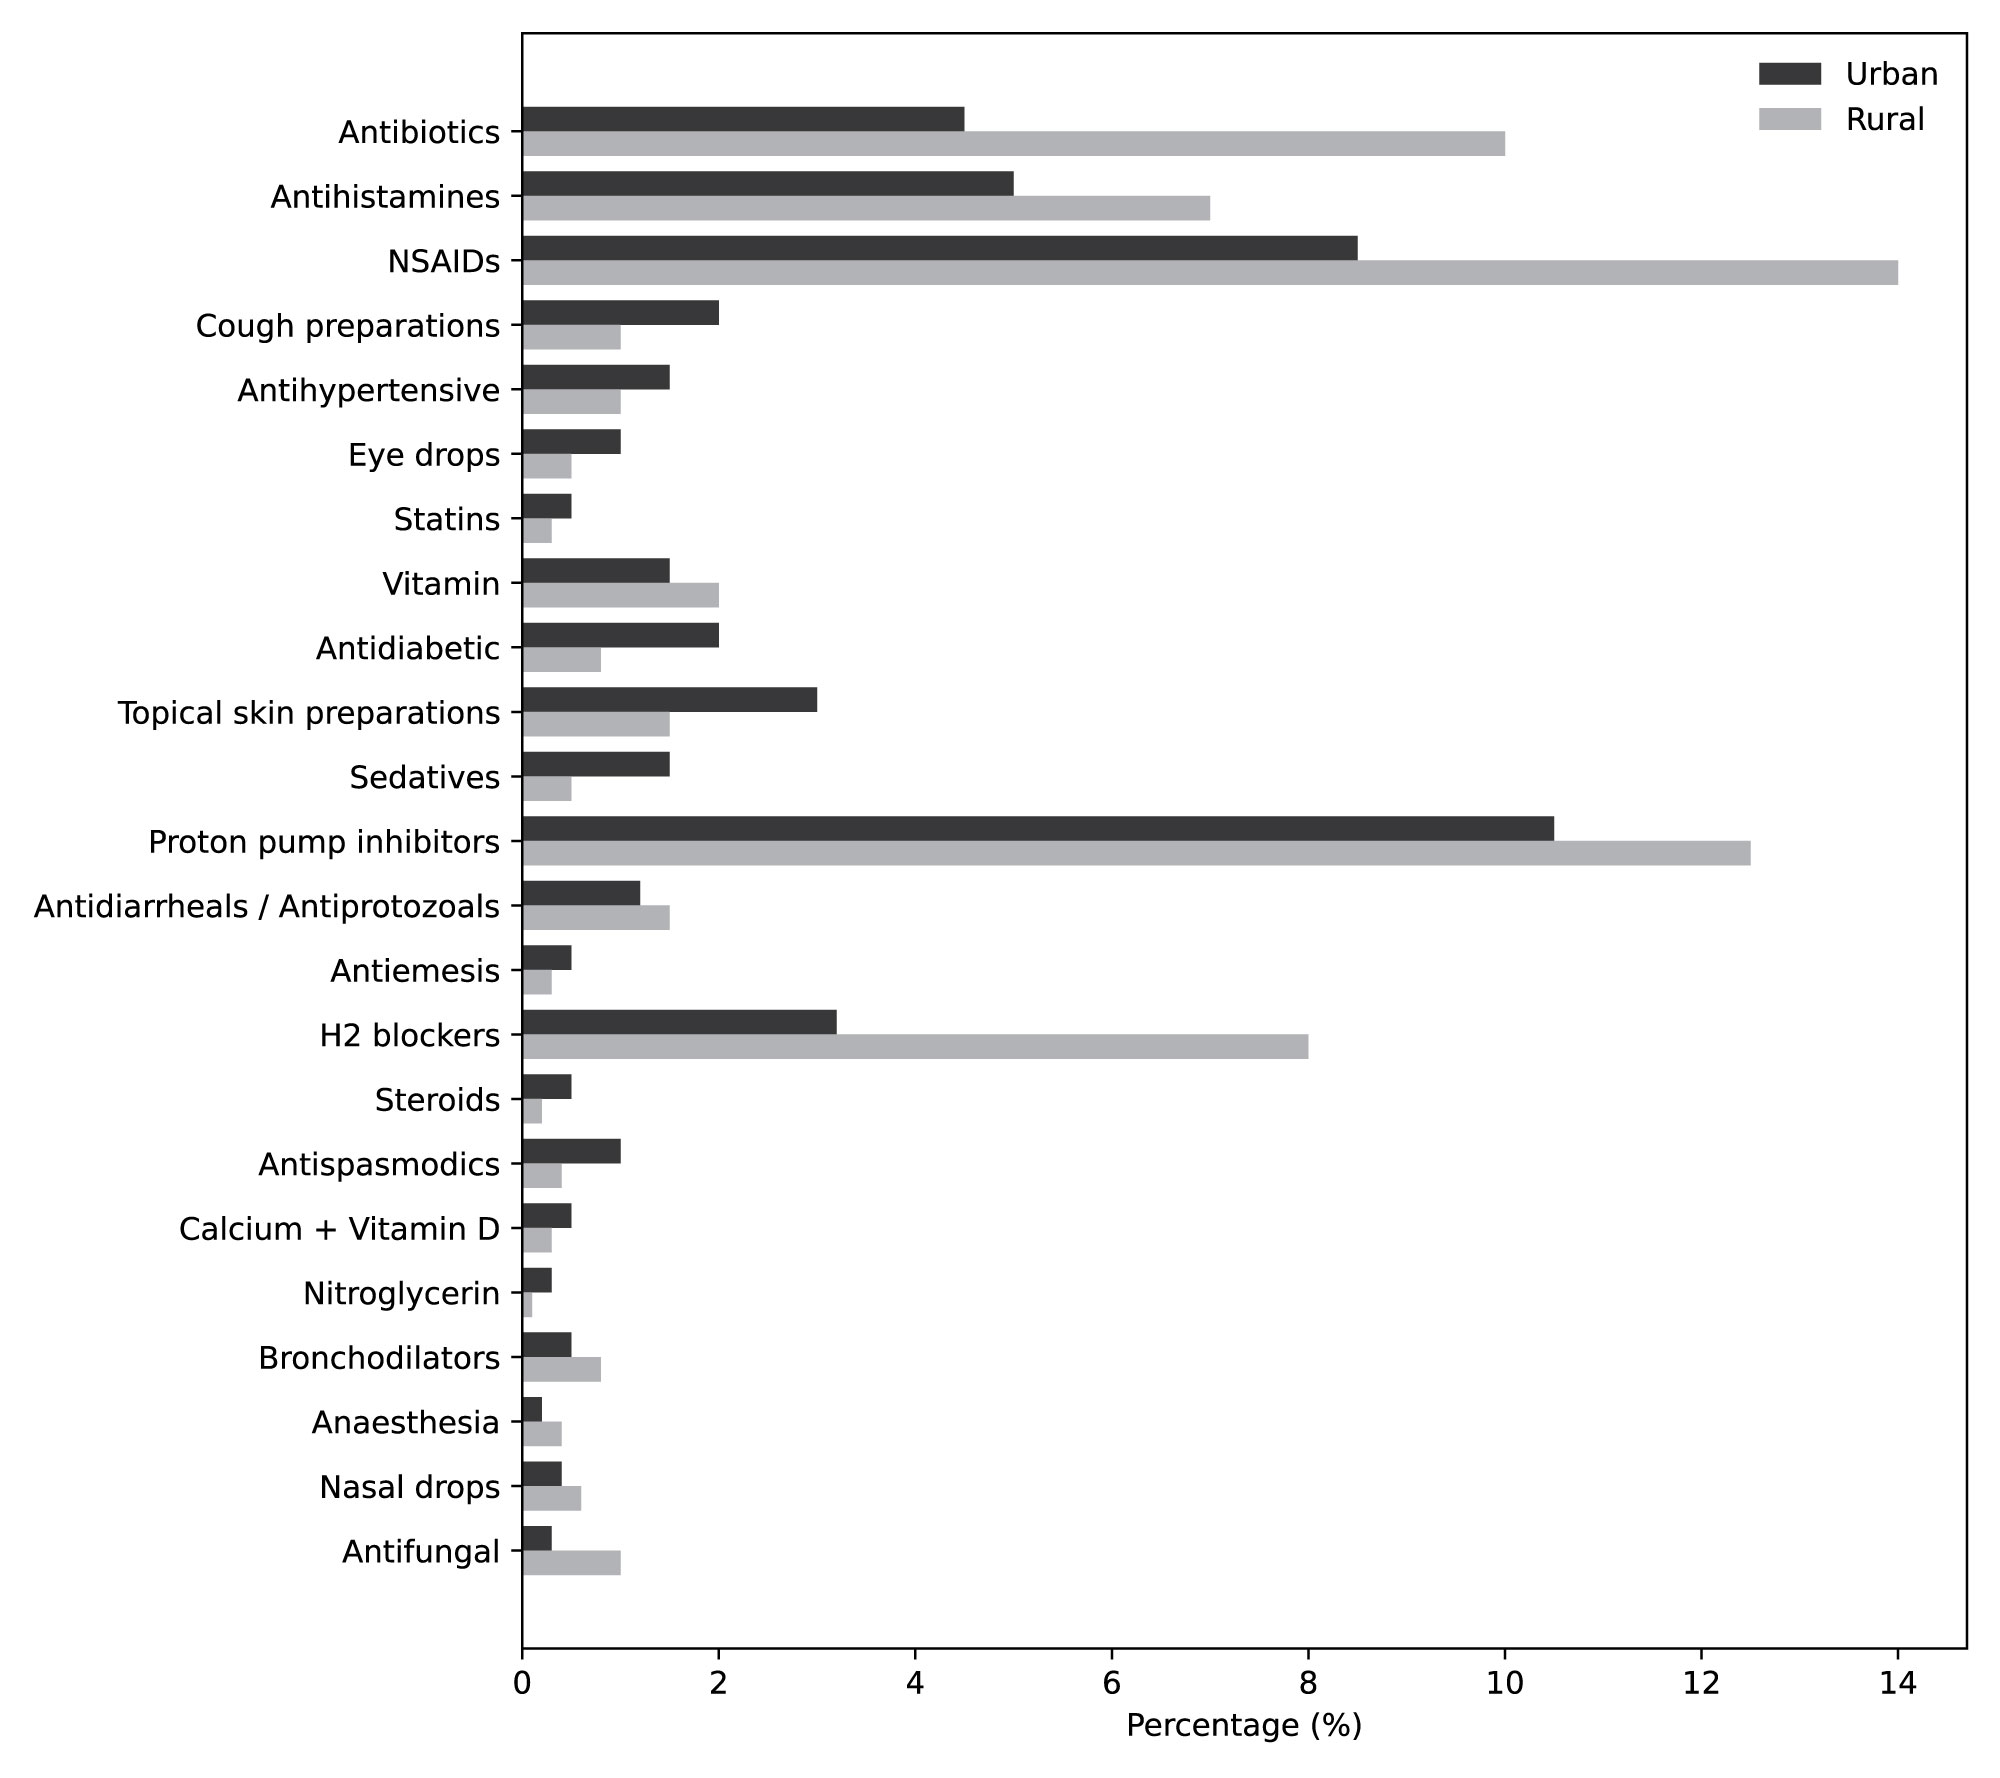 Urban
Rural
Antibiotics
Antihistamines
NSAIDs
Cough preparations
Antihypertensive
Eye drops
Statins
Vitamin
Antidiabetic
Topical skin preparations
Sedatives
Proton pump inhibitors
Antidiarrheals / Antiprotozoals
Antiemesis
H2 blockers
Steroids
Antispasmodics
Calcium + Vitamin D
Nitroglycerin
Bronchodilators
Anaesthesia
Nasal drops
Antifungal
0 2 4 6 8 10 12 14
Percentage (%)